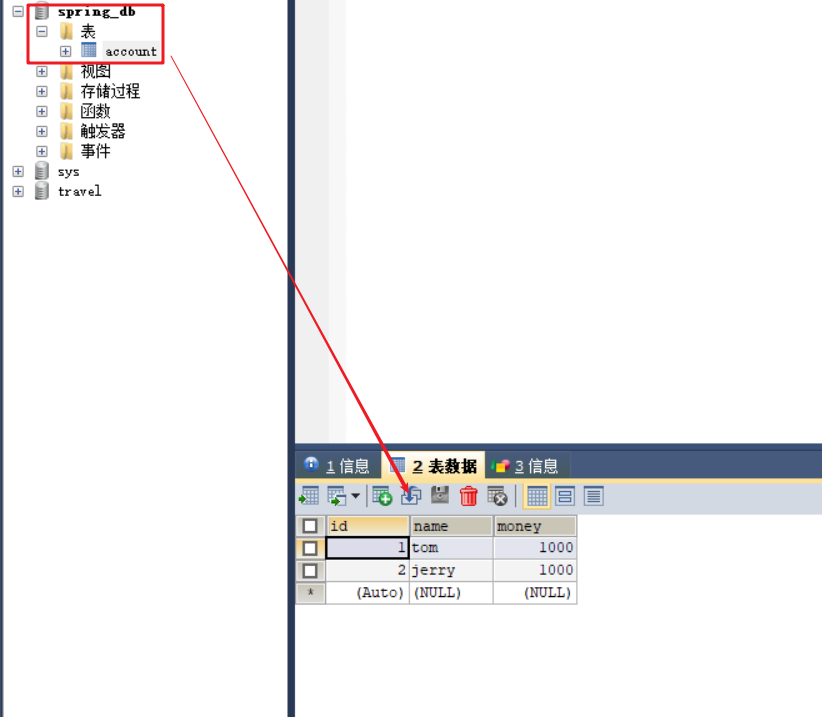 spring_db
表
account
视图
存储过程
函数
触发器
事件
sys
travel
1 信息 2 表数据 3 信息
id name money
1 tom 1000
2 jerry 1000
* (Auto) (NULL) (NULL)